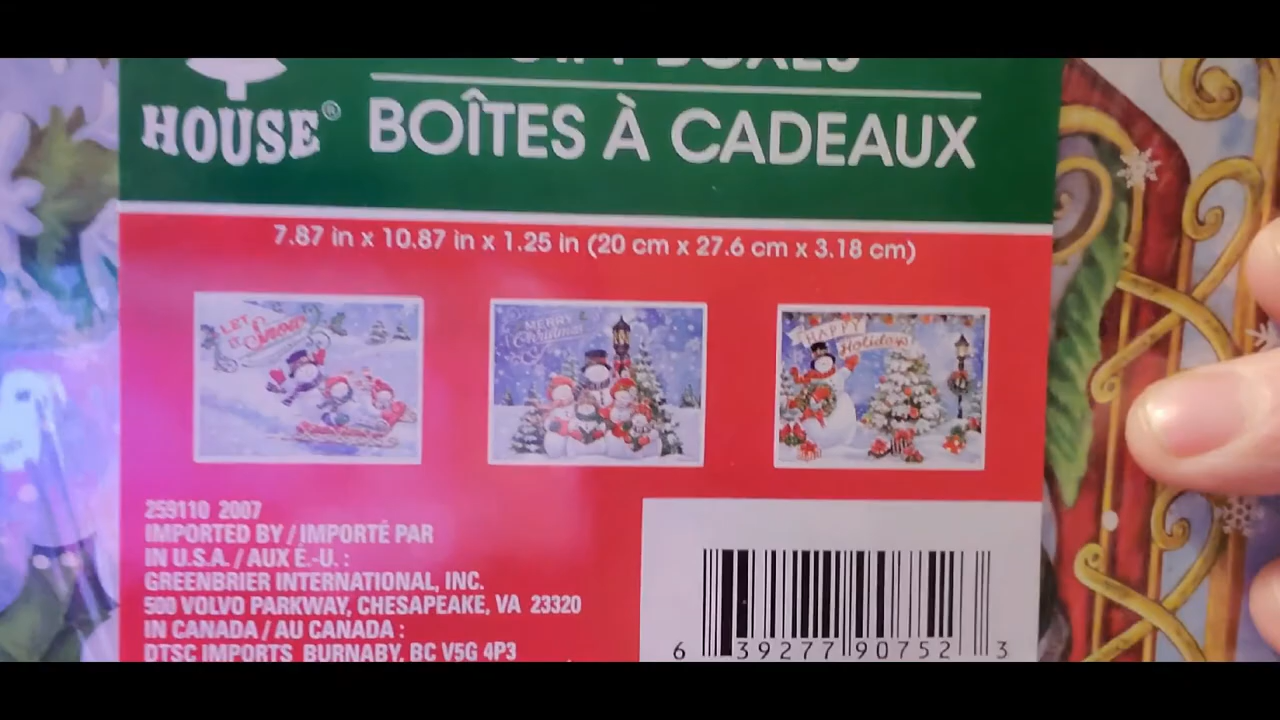 GIFT BOXES
HOUSE®
BOÎTES À CADEAUX
7.87 in x 10.87 in x 1.25 in (20 cm x 27.6 cm x 3.18 cm)
LET
IT
Snow
MERRY
Christmas
HAPPY
Holidays
259110 2007
IMPORTED BY / IMPORTÉ PAR
IN U.S.A. / AUX É.-U. :
GREENBRIER INTERNATIONAL, INC.
500 VOLVO PARKWAY, CHESAPEAKE, VA 23320
IN CANADA / AU CANADA :
DTSC IMPORTS BURNABY, BC V5G 4P3
6 39277 90752 3